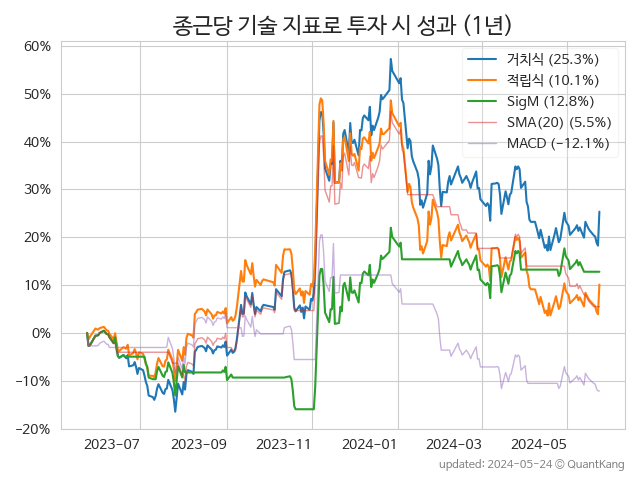 종근당 기술 지표로 투자 시 성과 (1년)
60%
50%
40%
30%
20%
10%
0%
−10%
−20%
거치식 (25.3%)
적립식 (10.1%)
SigM (12.8%)
SMA(20) (5.5%)
MACD (−12.1%)
2023-07 2023-09 2023-11 2024-01 2024-03 2024-05
updated: 2024-05-24 © QuantKang